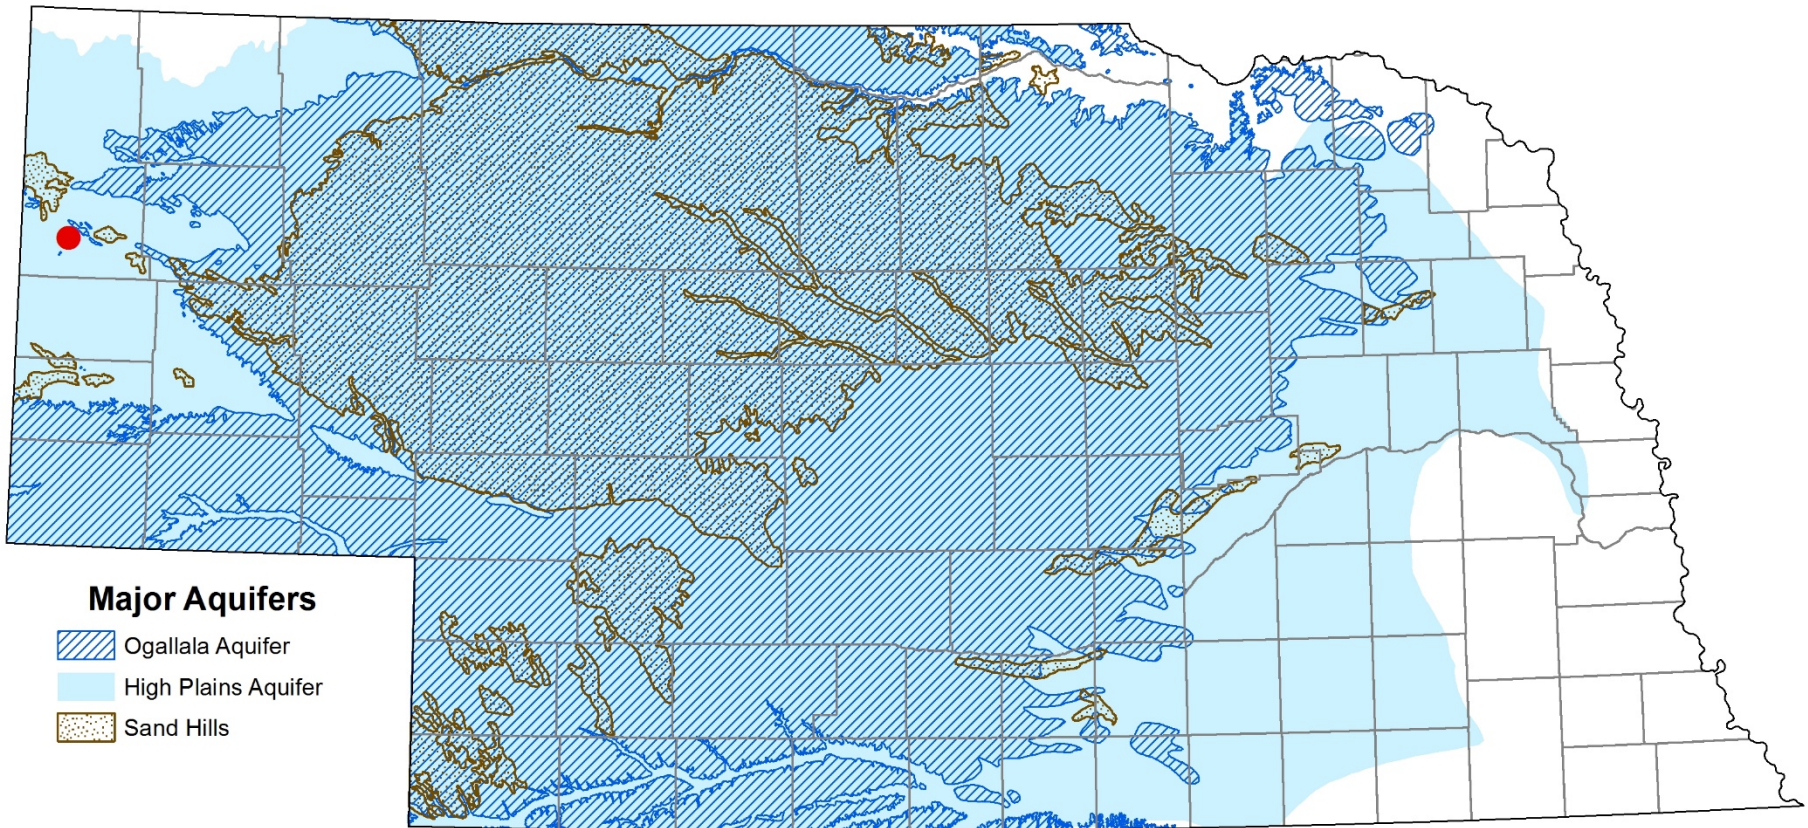 Major Aquifers
Ogallala Aquifer
High Plains Aquifer
Sand Hills